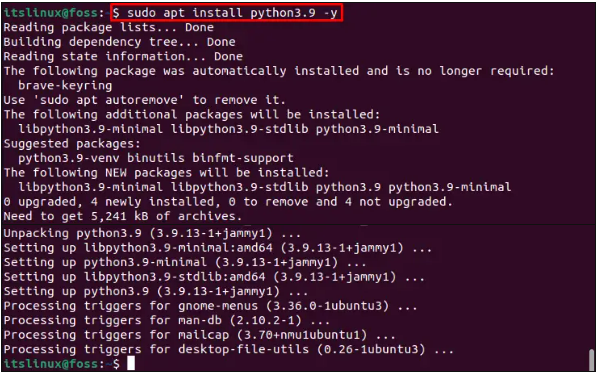 itslinux@foss:~$ sudo apt install python3.9 -y
Reading package lists... Done
Building dependency tree... Done
Reading state information... Done
The following package was automatically installed and is no longer required:
  brave-keyring
Use 'sudo apt autoremove' to remove it.
The following additional packages will be installed:
  libpython3.9-minimal libpython3.9-stdlib python3.9-minimal
Suggested packages:
  python3.9-venv binutils binfmt-support
The following NEW packages will be installed:
  libpython3.9-minimal libpython3.9-stdlib python3.9 python3.9-minimal
0 upgraded, 4 newly installed, 0 to remove and 4 not upgraded.
Need to get 5,241 kB of archives.
Unpacking python3.9 (3.9.13-1+jammy1) ...
Setting up libpython3.9-minimal:amd64 (3.9.13-1+jammy1) ...
Setting up python3.9-minimal (3.9.13-1+jammy1) ...
Setting up libpython3.9-stdlib:amd64 (3.9.13-1+jammy1) ...
Setting up python3.9 (3.9.13-1+jammy1) ...
Processing triggers for gnome-menus (3.36.0-1ubuntu3) ...
Processing triggers for man-db (2.10.2-1) ...
Processing triggers for mailcap (3.70+nmu1ubuntu1) ...
Processing triggers for desktop-file-utils (0.26-1ubuntu3) ...
itslinux@foss:~$